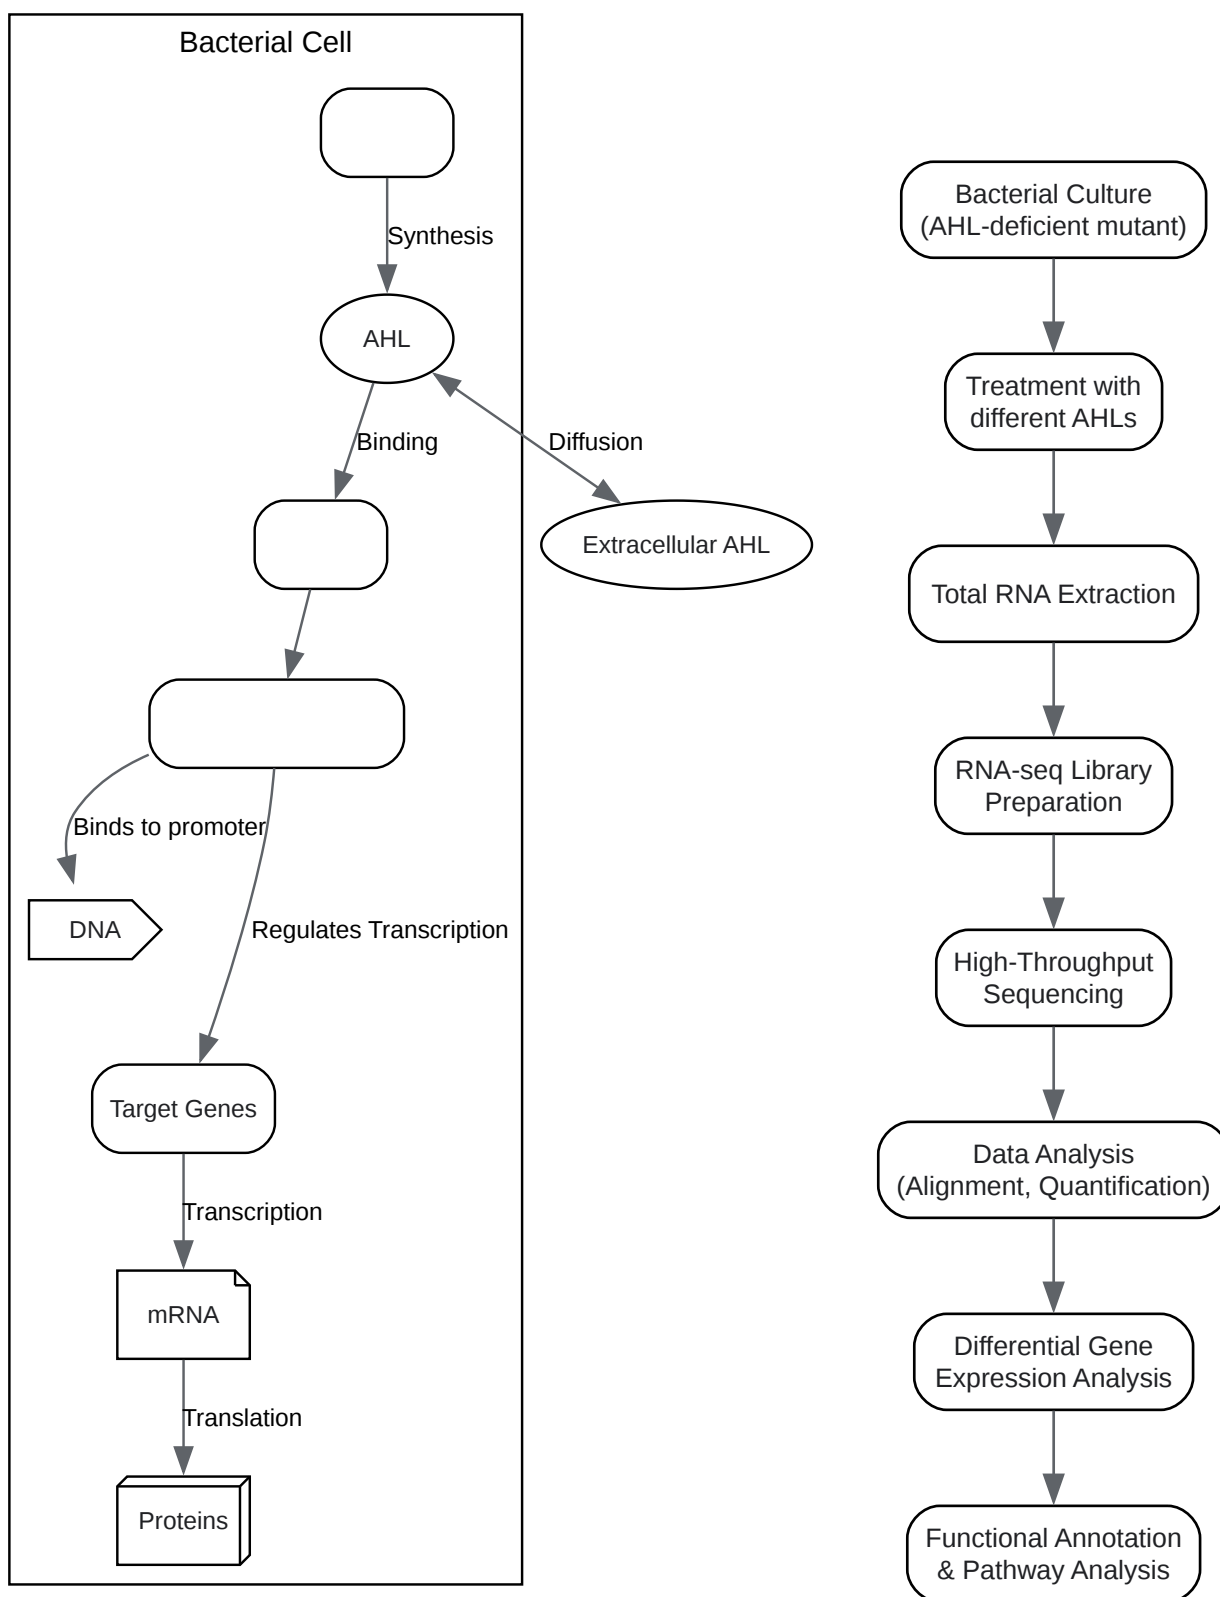 Bacterial Cell
Synthesis
AHL
Binding
Diffusion
Extracellular AHL
Binds to promoter
DNA
Regulates Transcription
Target Genes
Transcription
mRNA
Translation
Proteins
Bacterial Culture
(AHL-deficient mutant)
Treatment with
different AHLs
Total RNA Extraction
RNA-seq Library
Preparation
High-Throughput
Sequencing
Data Analysis
(Alignment, Quantification)
Differential Gene
Expression Analysis
Functional Annotation
& Pathway Analysis